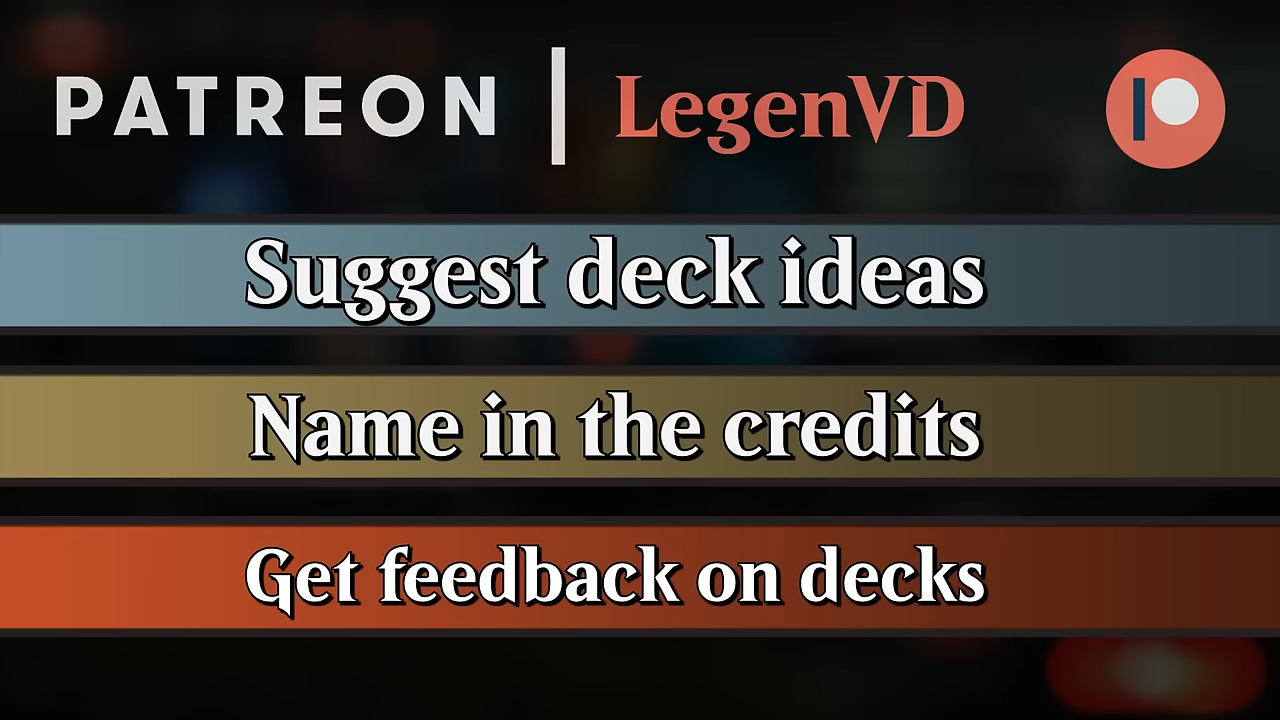 PATREON | LegenVD
Suggest deck ideas
Name in the credits
Get feedback on decks